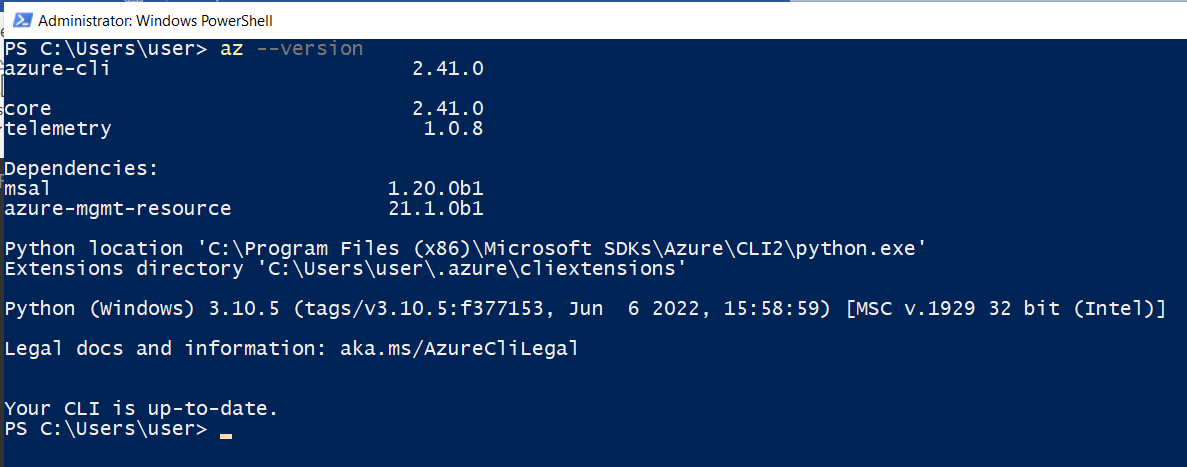 Administrator: Windows PowerShell
PS C:\Users\user> az --version
azure-cli                         2.41.0
core                              2.41.0
telemetry                          1.0.8
Dependencies:
msal                            1.20.0b1
azure-mgmt-resource             21.1.0b1
Python location 'C:\Program Files (x86)\Microsoft SDKs\Azure\CLI2\python.exe'
Extensions directory 'C:\Users\user\.azure\cliextensions'
Python (Windows) 3.10.5 (tags/v3.10.5:f377153, Jun  6 2022, 15:58:59) [MSC v.1929 32 bit (Intel)]
Legal docs and information: aka.ms/AzureCliLegal
Your CLI is up-to-date.
PS C:\Users\user>